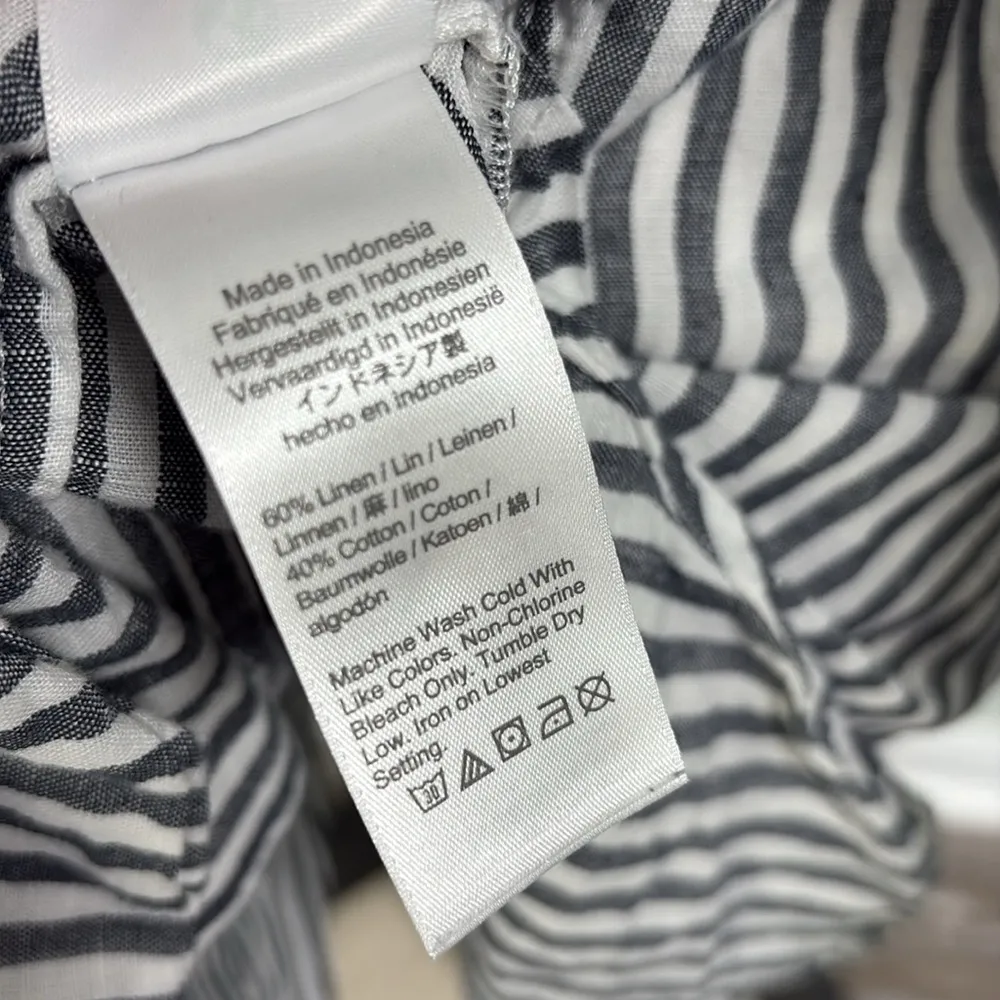 Made in Indonesia
Fabriqué en Indonésie
Hergestellt in Indonesien
Vervaardigd in Indonesië
インドネシア製
hecho en indonesia
60% Linen / Lin / Leinen /
Linnen / 麻 / lino
40% Cotton / Coton /
Baumwolle / Katoen / 綿 /
algodón
Machine Wash Cold With
Like Colors. Non-Chlorine
Bleach Only. Tumble Dry
Low. Iron on Lowest
Setting.
30